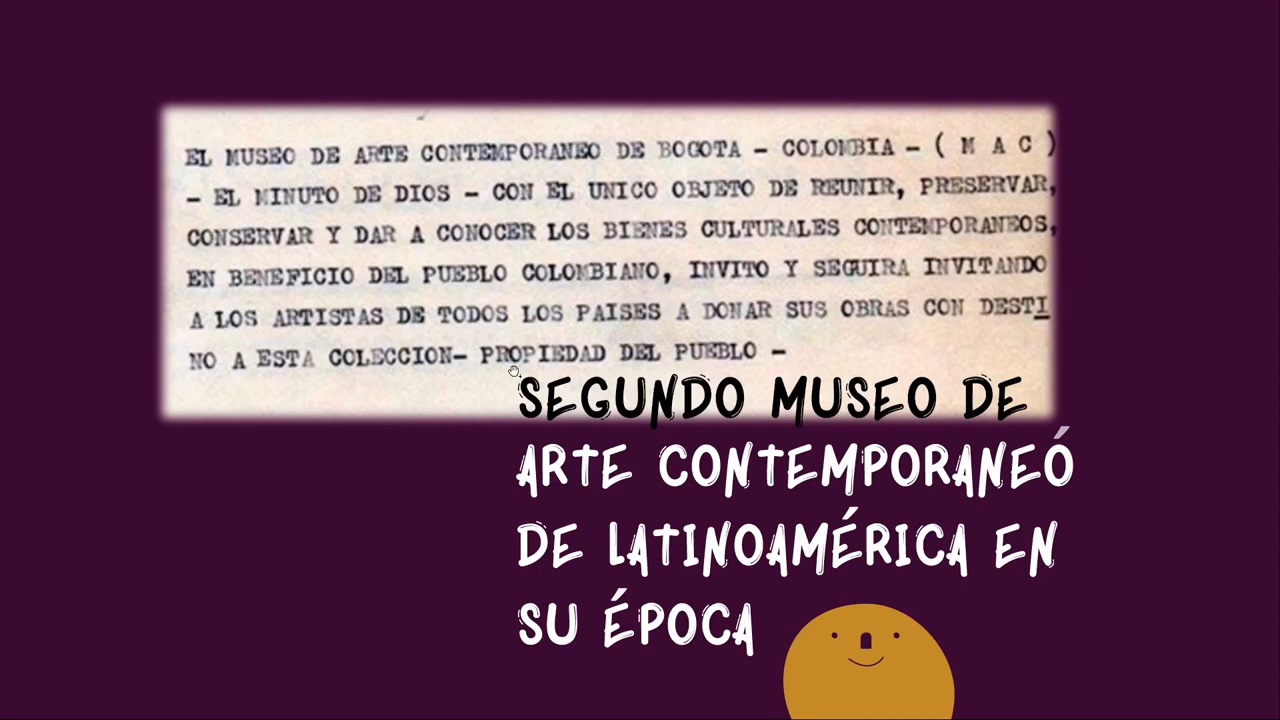 EL MUSEO DE ARTE CONTEMPORANEO DE BOGOTA - COLOMBIA - ( M A C )
- EL MINUTO DE DIOS - CON EL UNICO OBJETO DE REUNIR, PRESERVAR,
CONSERVAR Y DAR A CONOCER LOS BIENES CULTURALES CONTEMPORANEOS,
EN BENEFICIO DEL PUEBLO COLOMBIANO, INVITO Y SEGUIRA INVITANDO
A LOS ARTISTAS DE TODOS LOS PAISES A DONAR SUS OBRAS CON DESTI
NO A ESTA COLECCION- PROPIEDAD DEL PUEBLO -
SEGUNDO MUSEO DE
ARTE CONTEMPORANEÓ
DE LATINOAMÉRICA EN
SU ÉPOCA